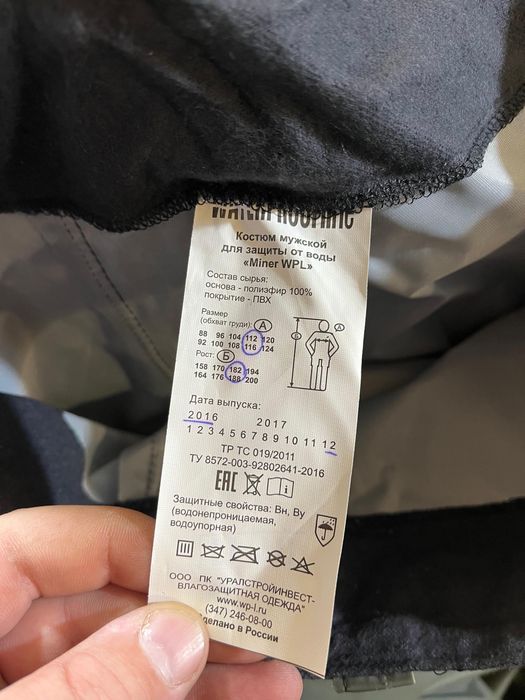 WATERPROOFING
Костюм мужской
для защиты от воды
«Miner WPL»
Состав сырья:
основа - полиэфир 100%
покрытие - ПВХ
Размер
(обхват груди): А
88 96 104 112 120
92 100 108 116 124
Рост: Б
158 170 182 194
164 176 188 200
А
Б
Дата выпуска:
2016 2017
1 2 3 4 5 6 7 8 9 10 11 12
ТР ТС 019/2011
ТУ 8572-003-92802641-2016
EAC
Защитные свойства: Вн, Ву
(водонепроницаемая,
водоупорная)
ООО ПК "УРАЛСТРОЙИНВЕСТ-
ВЛАГОЗАЩИТНАЯ ОДЕЖДА"
www.wp-l.ru
(347) 246-08-00
Сделано в России